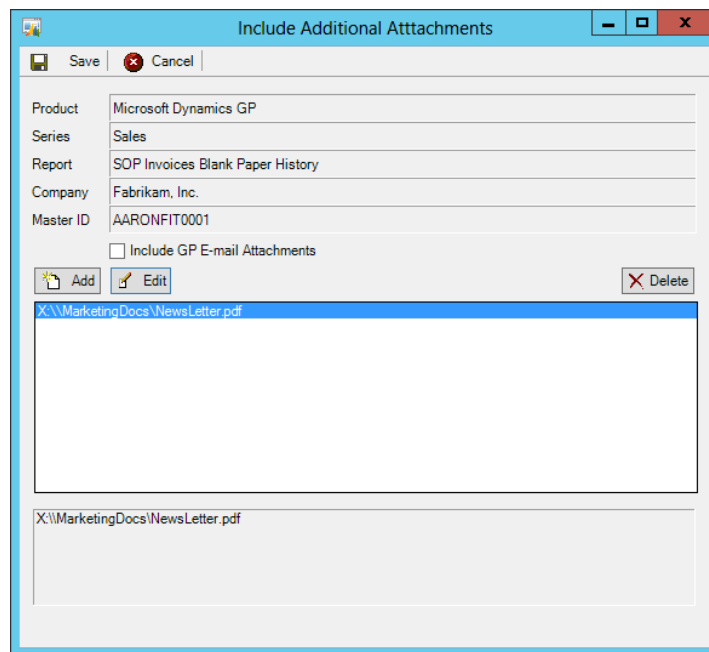 Include Additional Atttachments
Save Cancel
Product Microsoft Dynamics GP
Series Sales
Report SOP Invoices Blank Paper History
Company Fabrikam, Inc.
Master ID AARONFIT0001
Include GP E-mail Attachments
Add Edit Delete
X:\\MarketingDocs\NewsLetter.pdf
X:\\MarketingDocs\NewsLetter.pdf